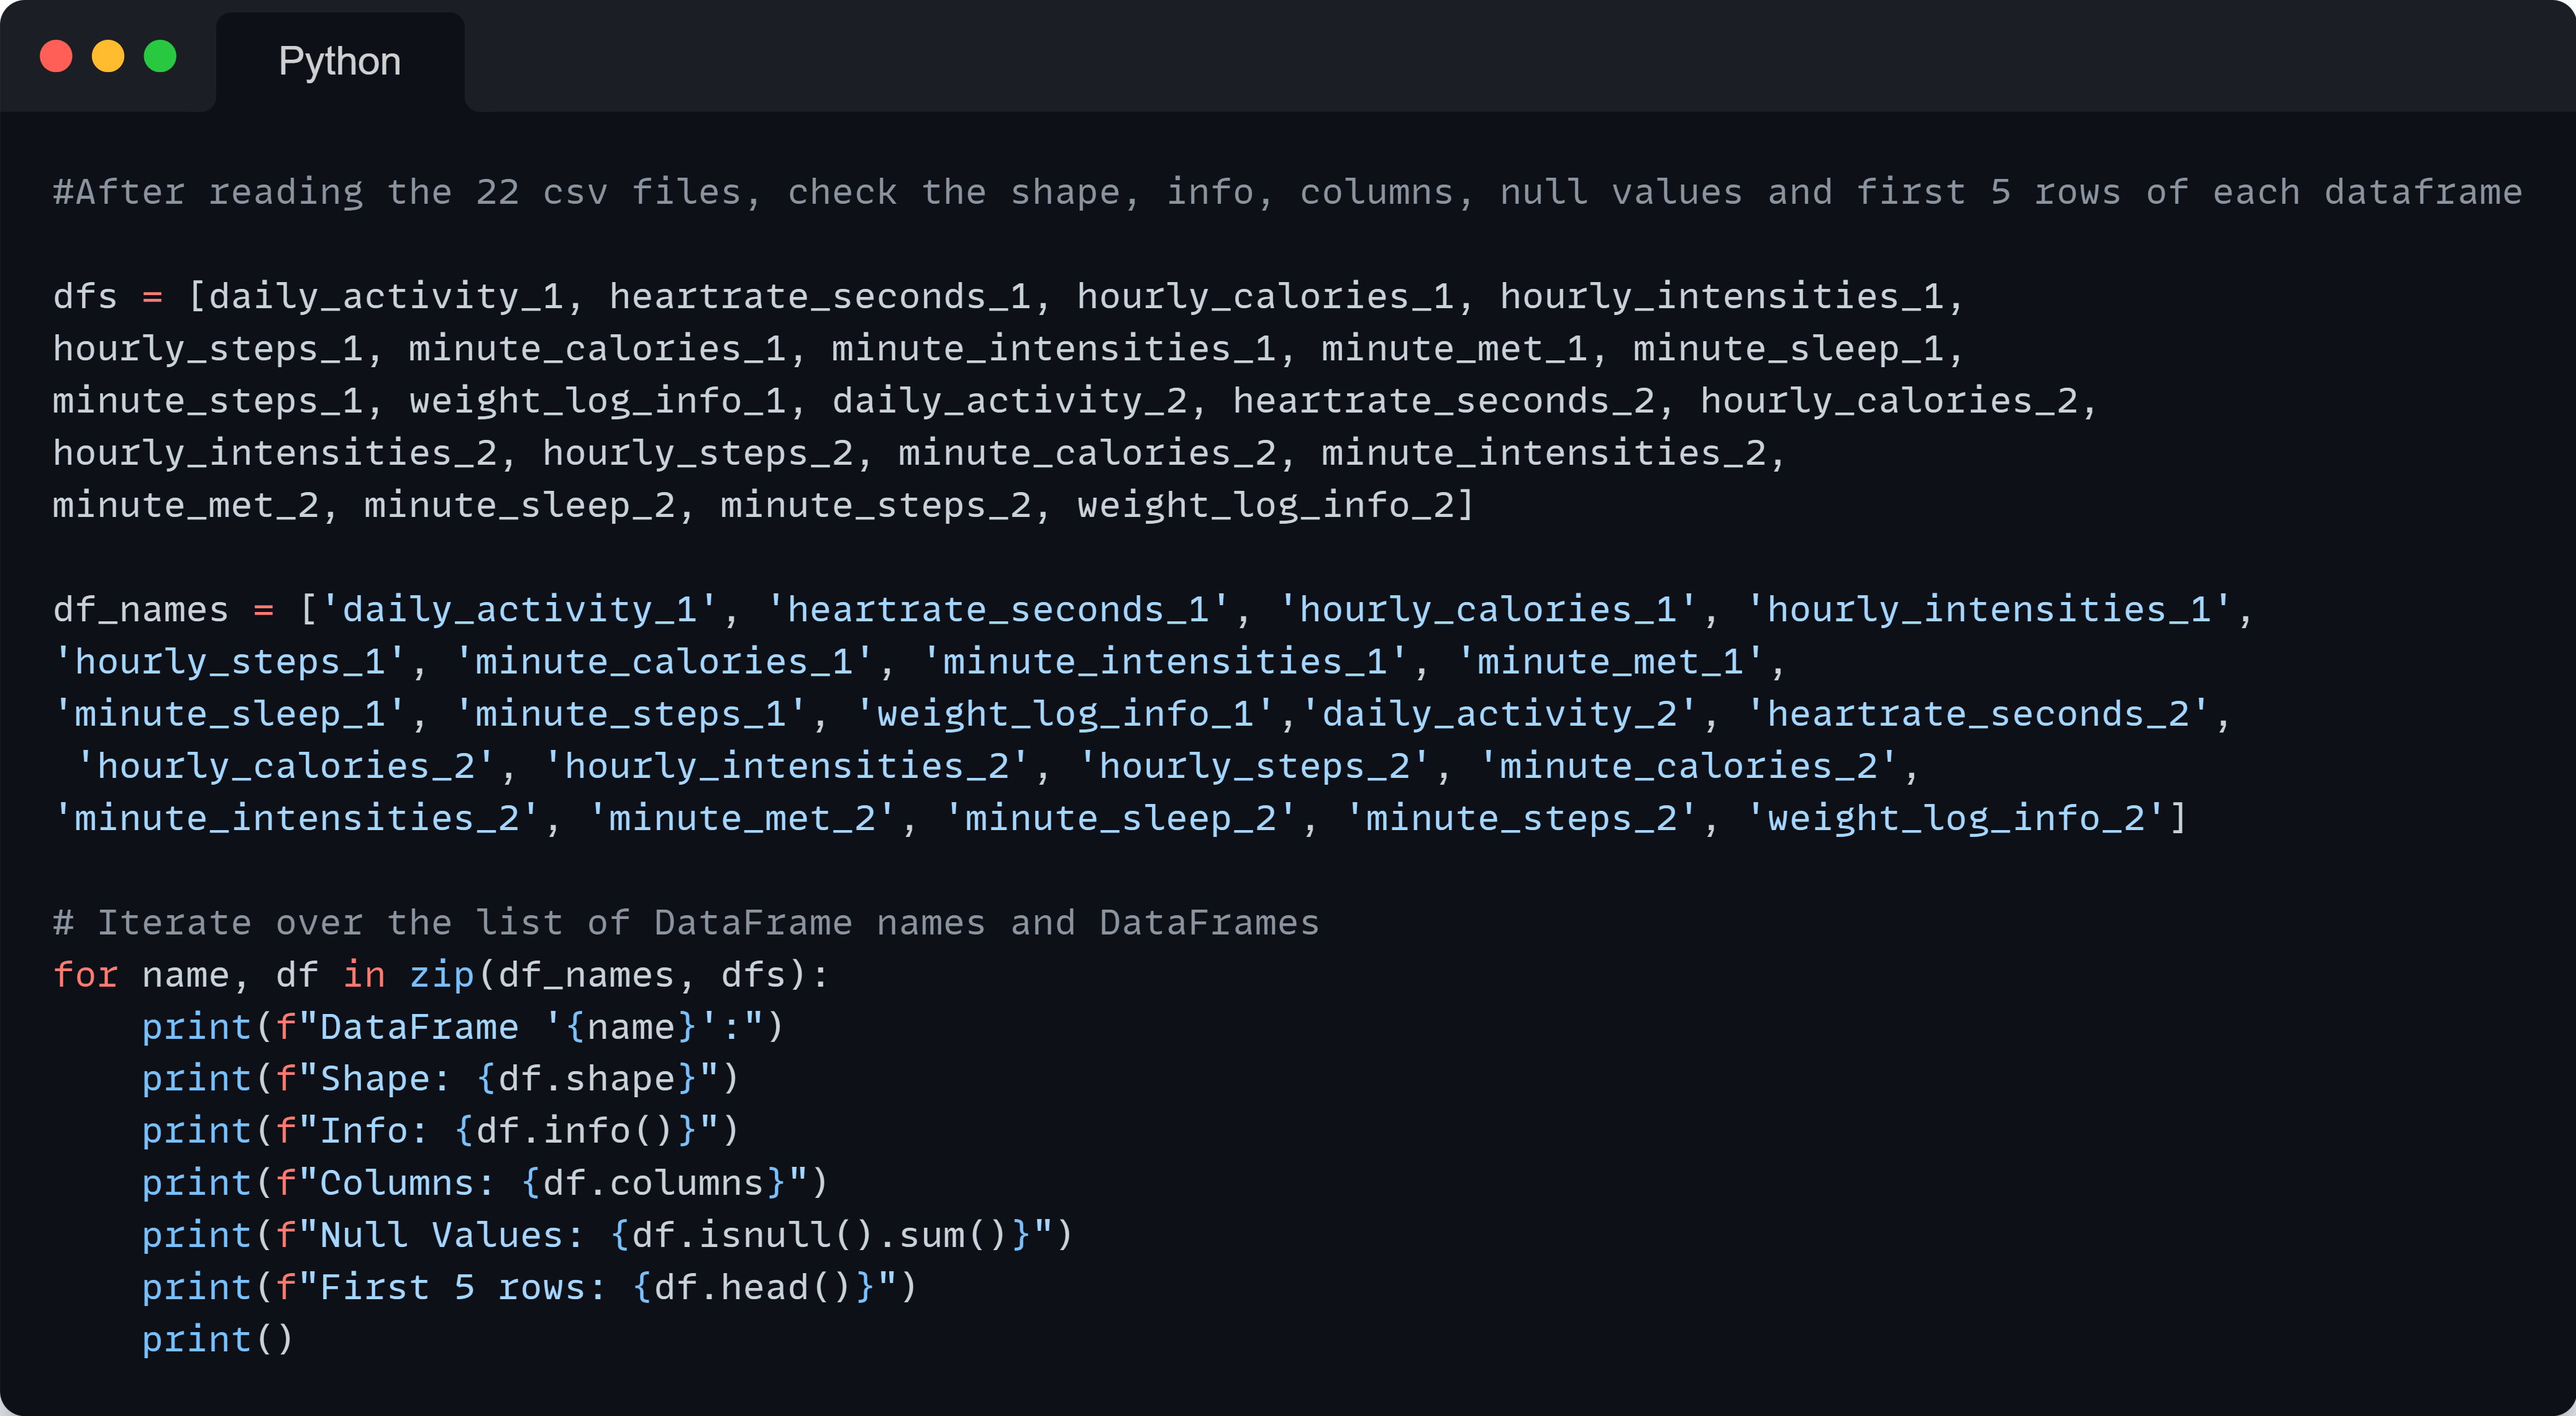 Python
#After reading the 22 csv files, check the shape, info, columns, null values and first 5 rows of each dataframe
dfs = [daily_activity_1, heartrate_seconds_1, hourly_calories_1, hourly_intensities_1,
hourly_steps_1, minute_calories_1, minute_intensities_1, minute_met_1, minute_sleep_1,
minute_steps_1, weight_log_info_1, daily_activity_2, heartrate_seconds_2, hourly_calories_2,
hourly_intensities_2, hourly_steps_2, minute_calories_2, minute_intensities_2,
minute_met_2, minute_sleep_2, minute_steps_2, weight_log_info_2]
df_names = ['daily_activity_1', 'heartrate_seconds_1', 'hourly_calories_1', 'hourly_intensities_1',
'hourly_steps_1', 'minute_calories_1', 'minute_intensities_1', 'minute_met_1',
'minute_sleep_1', 'minute_steps_1', 'weight_log_info_1','daily_activity_2', 'heartrate_seconds_2',
 'hourly_calories_2', 'hourly_intensities_2', 'hourly_steps_2', 'minute_calories_2',
'minute_intensities_2', 'minute_met_2', 'minute_sleep_2', 'minute_steps_2', 'weight_log_info_2']
# Iterate over the list of DataFrame names and DataFrames
for name, df in zip(df_names, dfs):
    print(f"DataFrame '{name}':")
    print(f"Shape: {df.shape}")
    print(f"Info: {df.info()}")
    print(f"Columns: {df.columns}")
    print(f"Null Values: {df.isnull().sum()}")
    print(f"First 5 rows: {df.head()}")
    print()